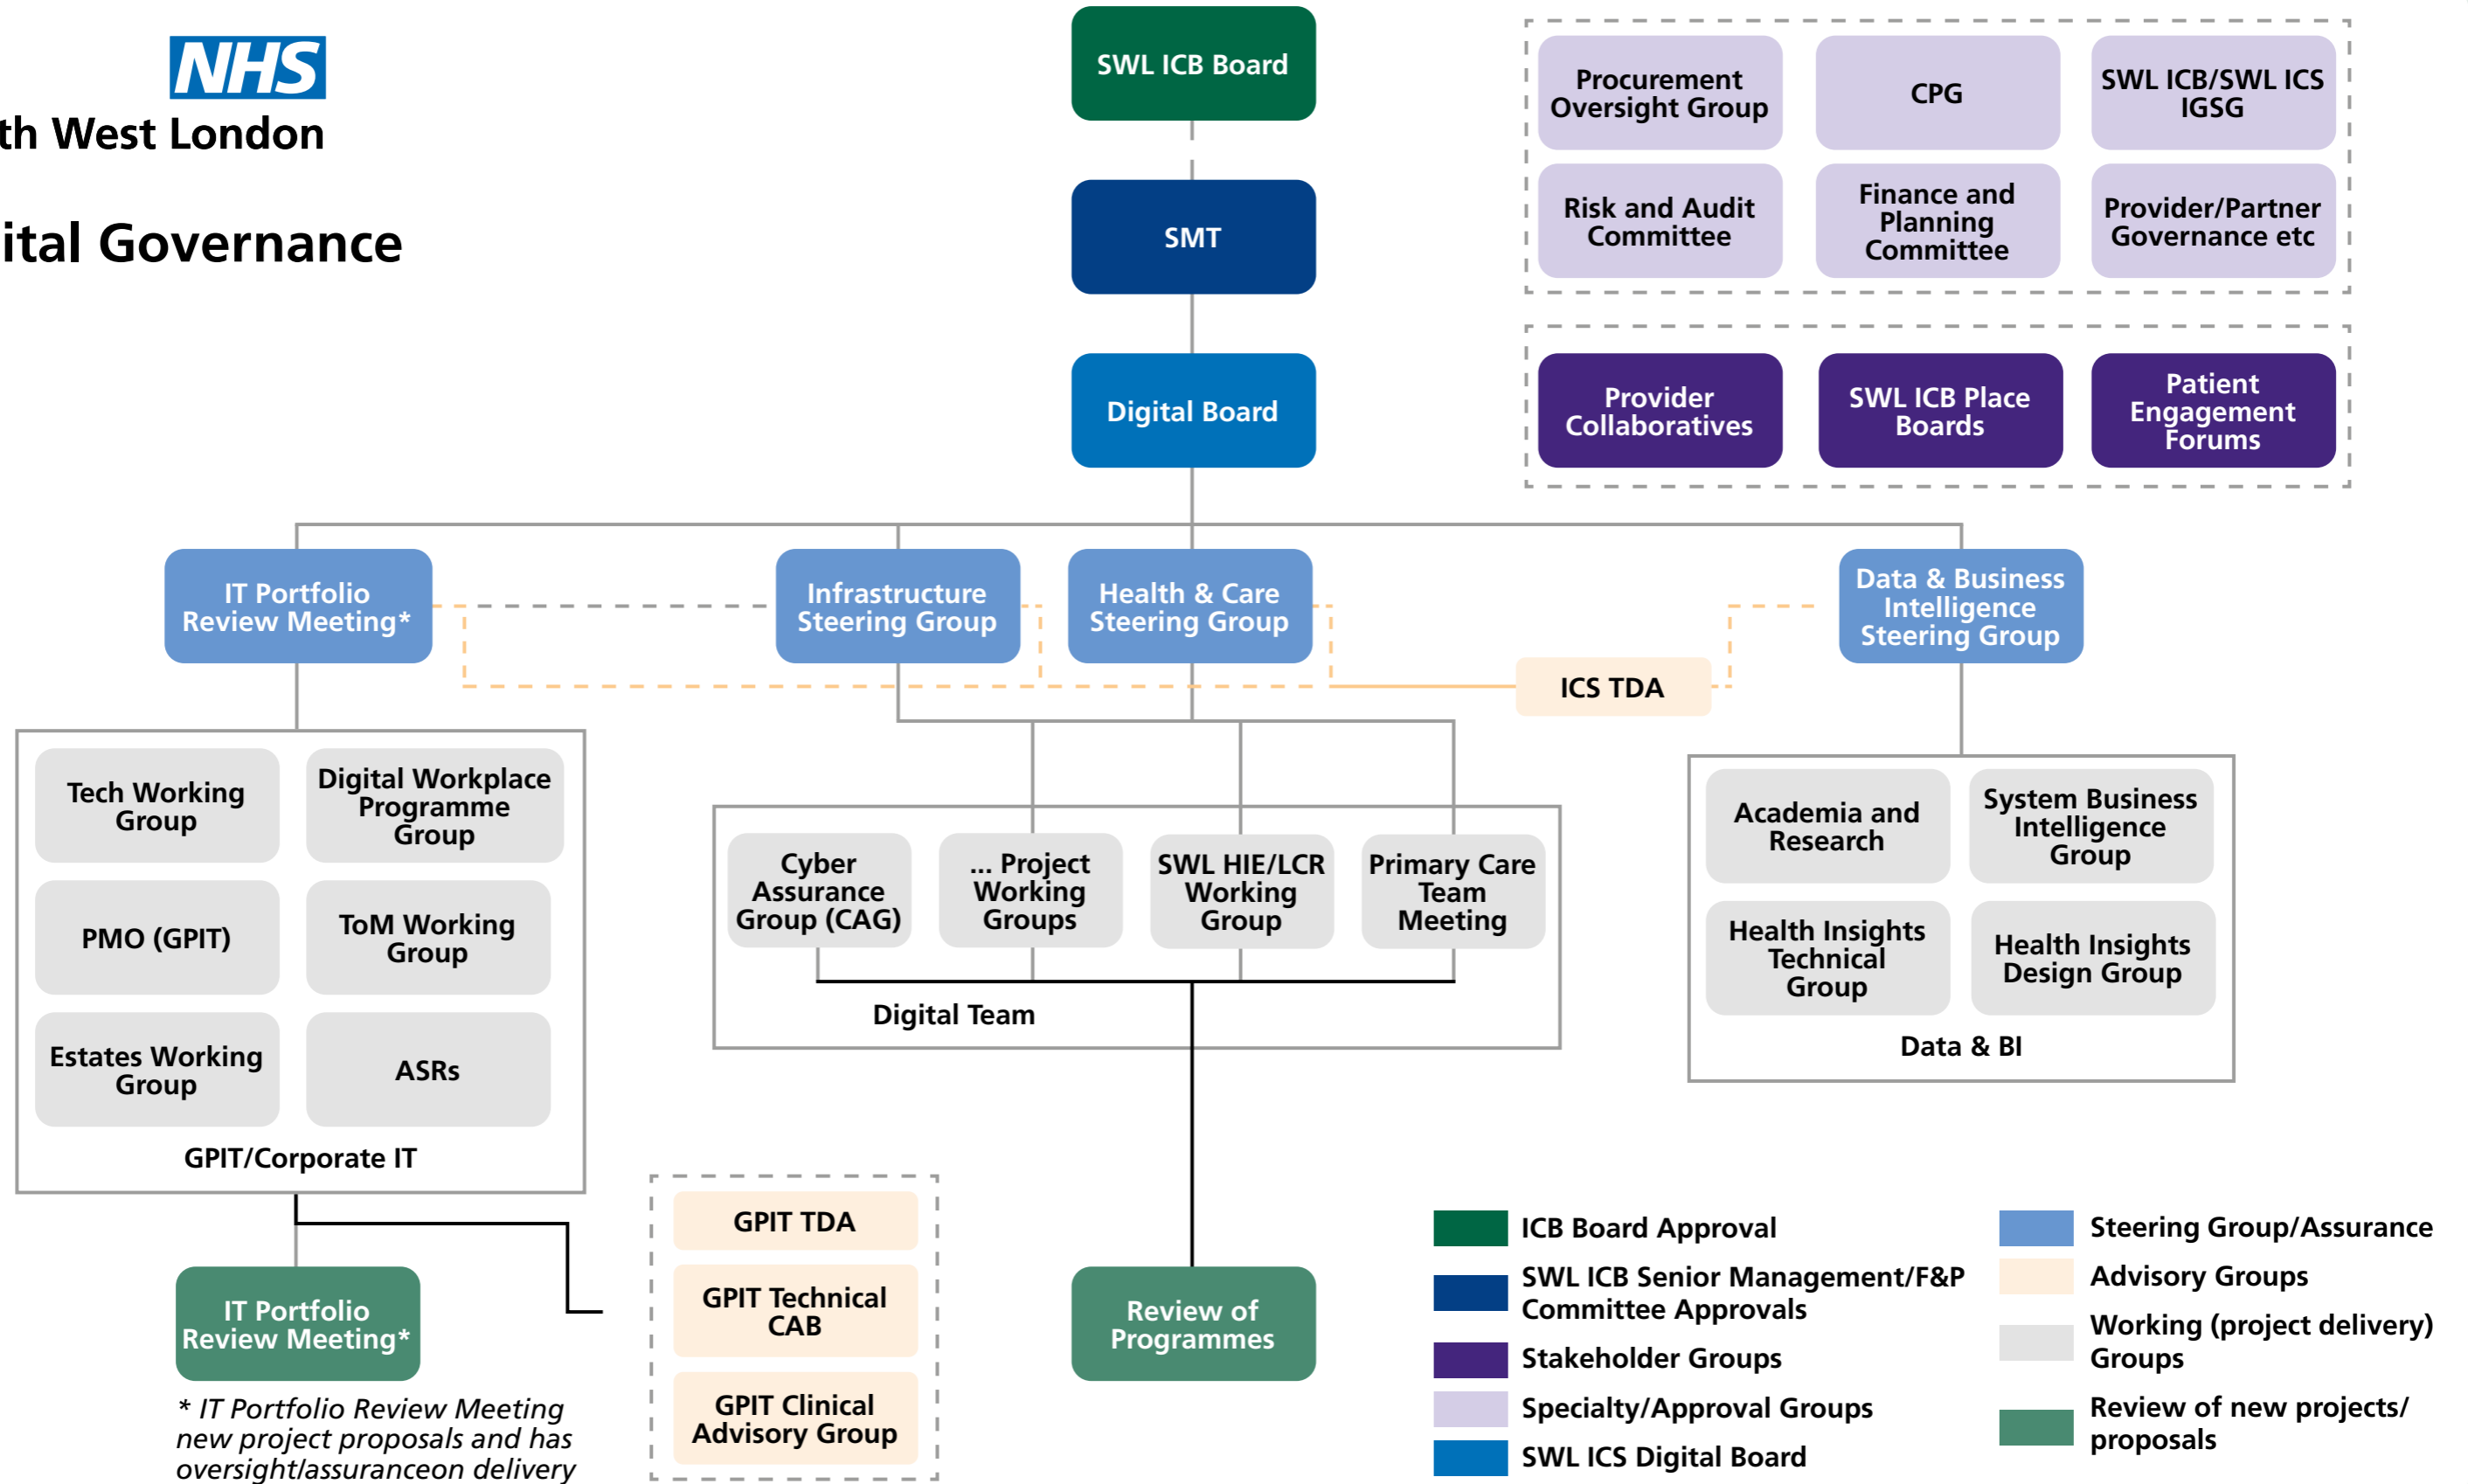 NHS
th West London
ital Governance
SWL ICB Board
SMT
Digital Board
Procurement
Oversight Group
CPG
SWL ICB/SWL ICS
IGSG
Risk and Audit
Committee
Finance and
Planning
Committee
Provider/Partner
Governance etc
Provider
Collaboratives
SWL ICB Place
Boards
Patient
Engagement
Forums
IT Portfolio
Review Meeting*
Infrastructure
Steering Group
Health & Care
Steering Group
Data & Business
Intelligence
Steering Group
ICS TDA
Tech Working
Group
Digital Workplace
Programme
Group
PMO (GPIT)
ToM Working
Group
Estates Working
Group
ASRs
GPIT/Corporate IT
Cyber
Assurance
Group (CAG)
... Project
Working
Groups
SWL HIE/LCR
Working
Group
Primary Care
Team
Meeting
Digital Team
Academia and
Research
System Business
Intelligence
Group
Health Insights
Technical
Group
Health Insights
Design Group
Data & BI
IT Portfolio
Review Meeting*
* IT Portfolio Review Meeting
new project proposals and has
oversight/assuranceon delivery
GPIT TDA
GPIT Technical
CAB
GPIT Clinical
Advisory Group
Review of
Programmes
ICB Board Approval
SWL ICB Senior Management/F&P
Committee Approvals
Stakeholder Groups
Specialty/Approval Groups
SWL ICS Digital Board
Steering Group/Assurance
Advisory Groups
Working (project delivery)
Groups
Review of new projects/
proposals